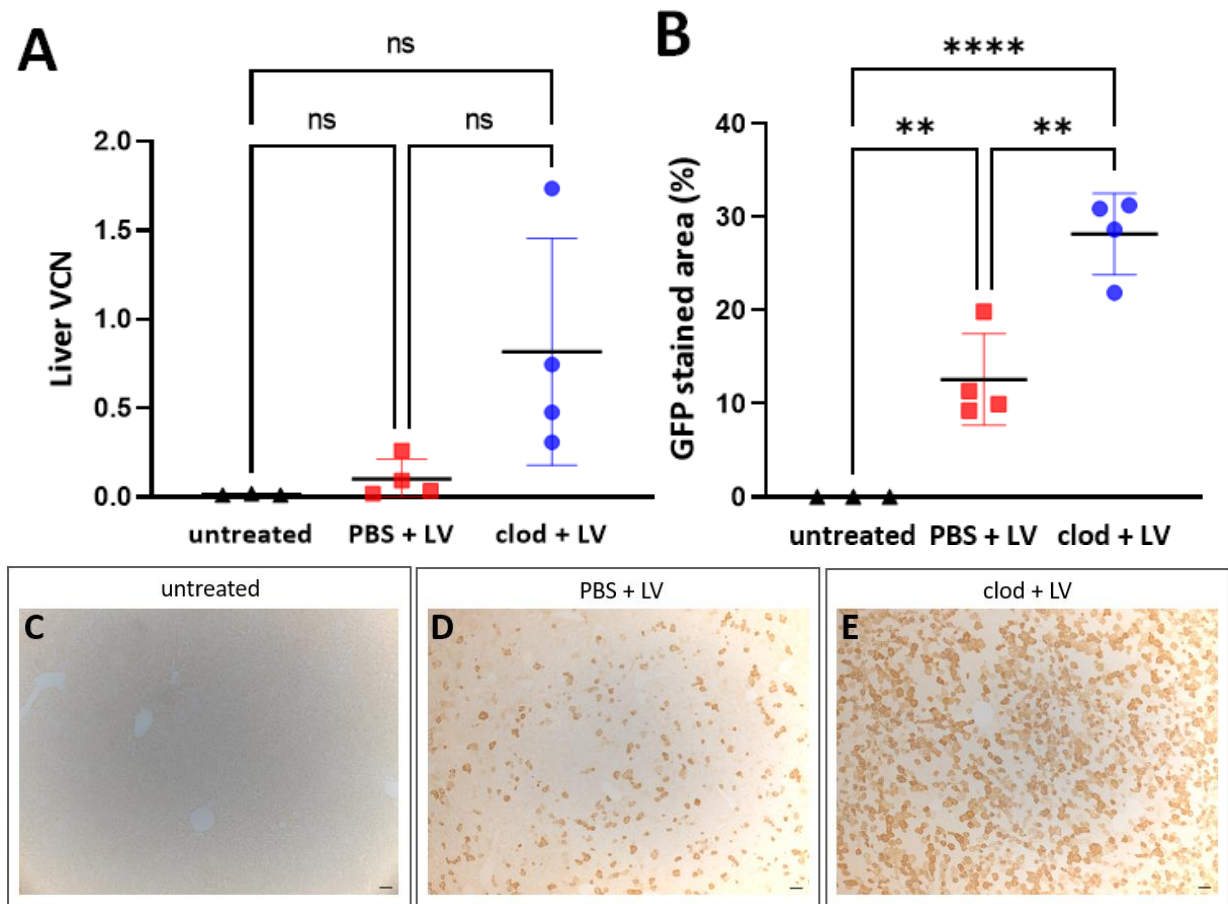 A
ns
ns
ns
Liver VCN
2.0
1.5
1.0
0.5
0.0
untreated PBS + LV clod + LV
B
****
** **
GFP stained area (%)
40
30
20
10
0
untreated PBS + LV clod + LV
untreated
C
PBS + LV
D
clod + LV
E